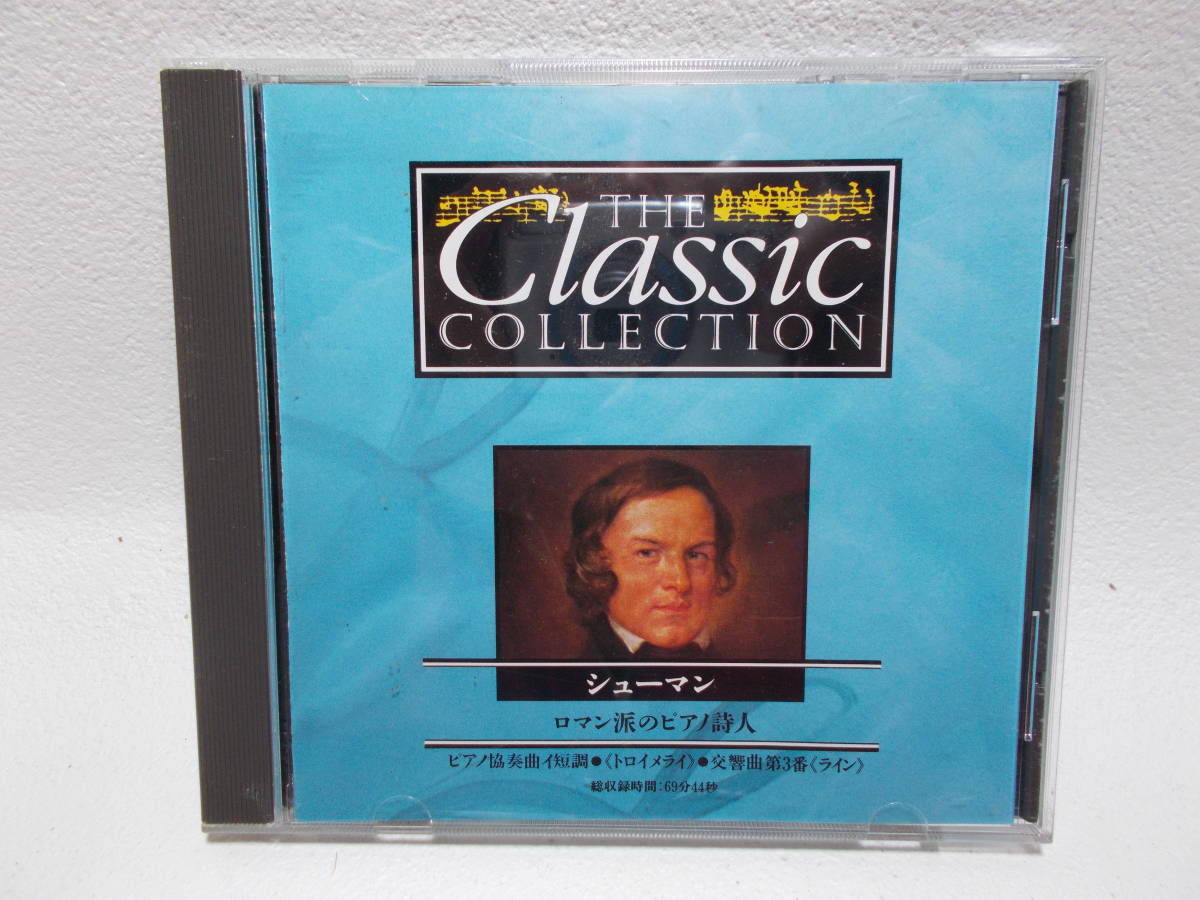 THE
Classic
COLLECTION
シューマン
ロマン派のピアノ詩人
ピアノ協奏曲イ短調●《トロイメライ》●交響曲第3番《ライン》
総収録時間:69分44秒